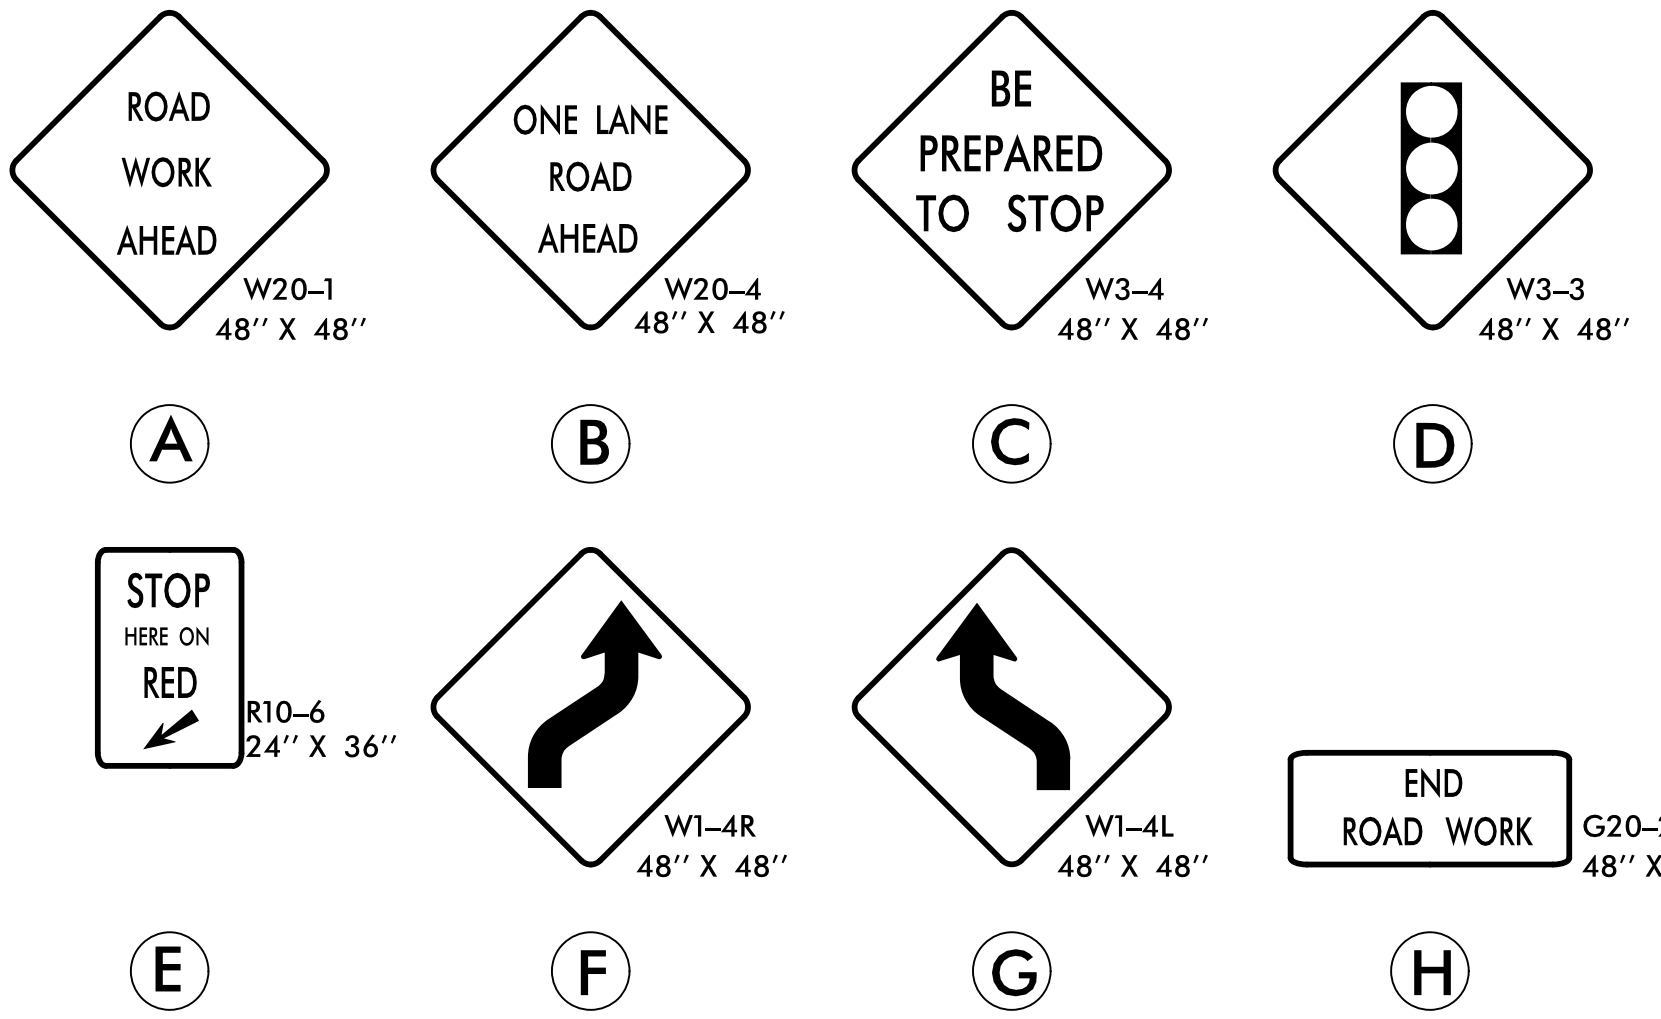 ROAD
WORK
AHEAD
W20–1
48″ X 48″
A
ONE LANE
ROAD
AHEAD
W20–4
48″ X 48″
B
BE
PREPARED
TO STOP
W3–4
48″ X 48″
C
W3–3
48″ X 48″
D
STOP
HERE ON
RED
R10–6
24″ X 36″
E
W1–4R
48″ X 48″
F
W1–4L
48″ X 48″
G
END
ROAD WORK
G20–
48″ X
H